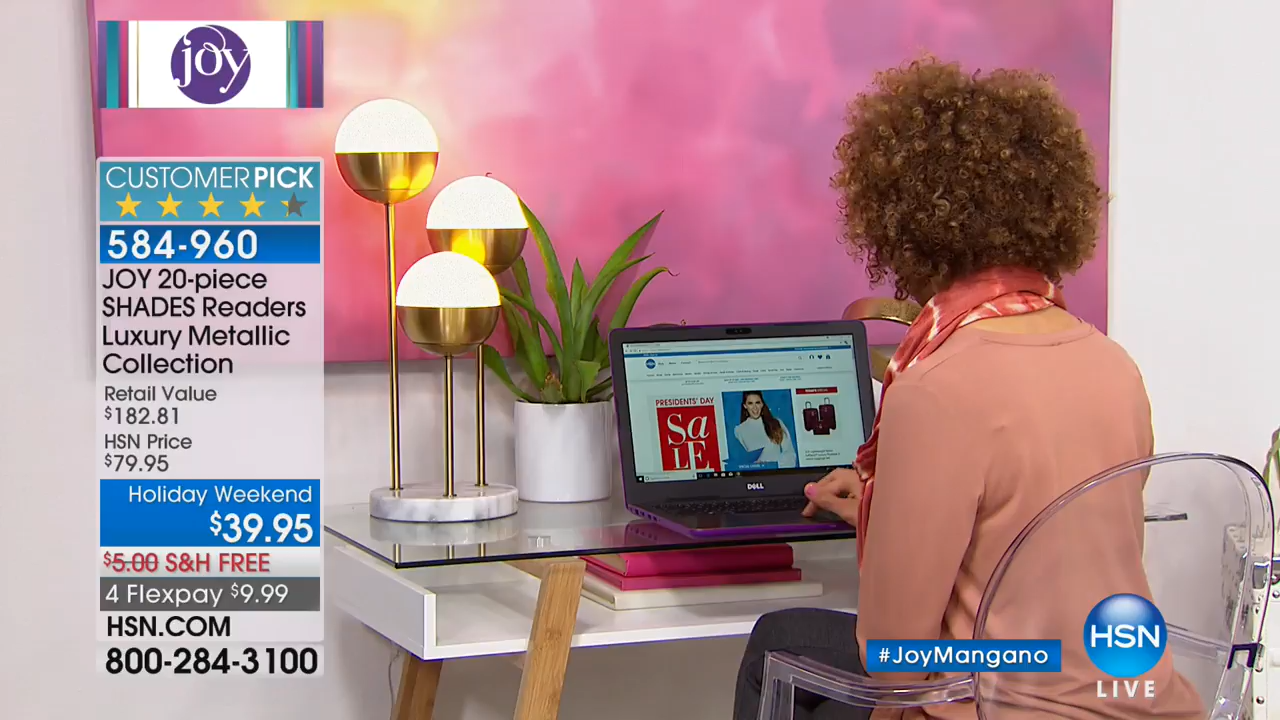 joy
CUSTOMERPICK
584-960
JOY 20-piece
SHADES Readers
Luxury Metallic
Collection
Retail Value
$182.81
HSN Price
$79.95
Holiday Weekend
$39.95
$5.00 S&H FREE
4 Flexpay $9.99
HSN.COM
800-284-3100
PRESIDENTS' DAY
SaLE
DELL
#JoyMangano
HSN
LIVE